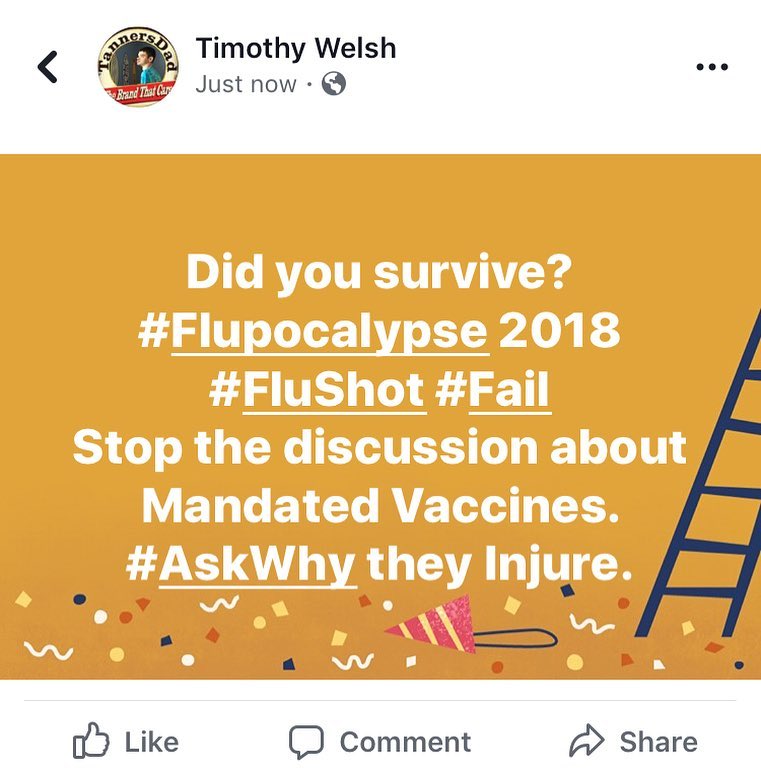 TannersDad
The Brand That Cares
Timothy Welsh
Just now ·
Did you survive?
#Flupocalypse 2018
#FluShot #Fail
Stop the discussion about
Mandated Vaccines.
#AskWhy they Injure.
Like
Comment
Share